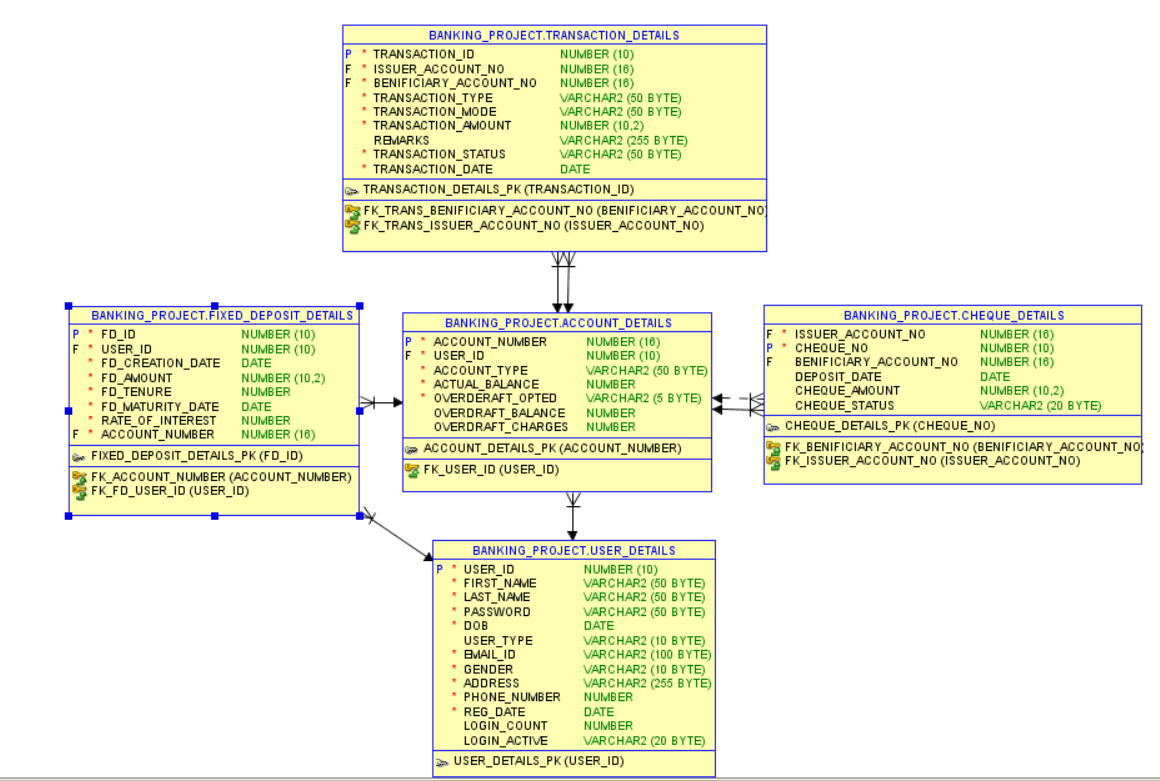 BANKING_PROJECT.TRANSACTION_DETAILS
P * TRANSACTION_ID NUMBER (10)
F * ISSUER_ACCOUNT_NO NUMBER (16)
F * BENIFICIARY_ACCOUNT_NO NUMBER (16)
* TRANSACTION_TYPE VARCHAR2 (50 BYTE)
* TRANSACTION_MODE VARCHAR2 (50 BYTE)
* TRANSACTION_AMOUNT NUMBER (10,2)
REMARKS VARCHAR2 (255 BYTE)
* TRANSACTION_STATUS VARCHAR2 (50 BYTE)
* TRANSACTION_DATE DATE
TRANSACTION_DETAILS_PK (TRANSACTION_ID)
FK_TRANS_BENIFICIARY_ACCOUNT_NO (BENIFICIARY_ACCOUNT_NO)
FK_TRANS_ISSUER_ACCOUNT_NO (ISSUER_ACCOUNT_NO)
BANKING_PROJECT.FIXED_DEPOSIT_DETAILS
P * FD_ID NUMBER (10)
F * USER_ID NUMBER (10)
* FD_CREATION_DATE DATE
* FD_AMOUNT NUMBER (10,2)
* FD_TENURE NUMBER
* FD_MATURITY_DATE DATE
* RATE_OF_INTEREST NUMBER
F * ACCOUNT_NUMBER NUMBER (16)
FIXED_DEPOSIT_DETAILS_PK (FD_ID)
FK_ACCOUNT_NUMBER (ACCOUNT_NUMBER)
FK_FD_USER_ID (USER_ID)
BANKING_PROJECT.ACCOUNT_DETAILS
P * ACCOUNT_NUMBER NUMBER (16)
F * USER_ID NUMBER (10)
* ACCOUNT_TYPE VARCHAR2 (50 BYTE)
* ACTUAL_BALANCE NUMBER
* OVERDERAFT_OPTED VARCHAR2 (5 BYTE)
OVERDRAFT_BALANCE NUMBER
OVERDRAFT_CHARGES NUMBER
ACCOUNT_DETAILS_PK (ACCOUNT_NUMBER)
FK_USER_ID (USER_ID)
BANKING_PROJECT.CHEQUE_DETAILS
F * ISSUER_ACCOUNT_NO NUMBER (16)
P * CHEQUE_NO NUMBER (10)
F BENIFICIARY_ACCOUNT_NO NUMBER (16)
DEPOSIT_DATE DATE
CHEQUE_AMOUNT NUMBER (10,2)
CHEQUE_STATUS VARCHAR2 (20 BYTE)
CHEQUE_DETAILS_PK (CHEQUE_NO)
FK_BENIFICIARY_ACCOUNT_NO (BENIFICIARY_ACCOUNT_NO)
FK_ISSUER_ACCOUNT_NO (ISSUER_ACCOUNT_NO)
BANKING_PROJECT.USER_DETAILS
P * USER_ID NUMBER (10)
* FIRST_NAME VARCHAR2 (50 BYTE)
* LAST_NAME VARCHAR2 (50 BYTE)
* PASSWORD VARCHAR2 (50 BYTE)
* DOB DATE
USER_TYPE VARCHAR2 (10 BYTE)
* EMAIL_ID VARCHAR2 (100 BYTE)
* GENDER VARCHAR2 (10 BYTE)
* ADDRESS VARCHAR2 (255 BYTE)
* PHONE_NUMBER NUMBER
* REG_DATE DATE
LOGIN_COUNT NUMBER
LOGIN_ACTIVE VARCHAR2 (20 BYTE)
USER_DETAILS_PK (USER_ID)